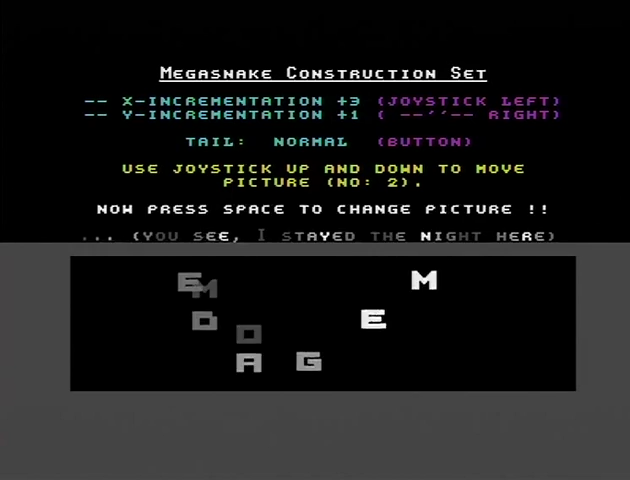 Megasnake Construction Set
-- X-incrementation +3 (Joystick left)
-- Y-incrementation +1 ( --''-- right)
Tail: Normal (Button)
Use joystick up and down to move
picture (no: 2).
Now press space to change picture !!
... (You see, I stayed the night here)
E M M
D O E
A G